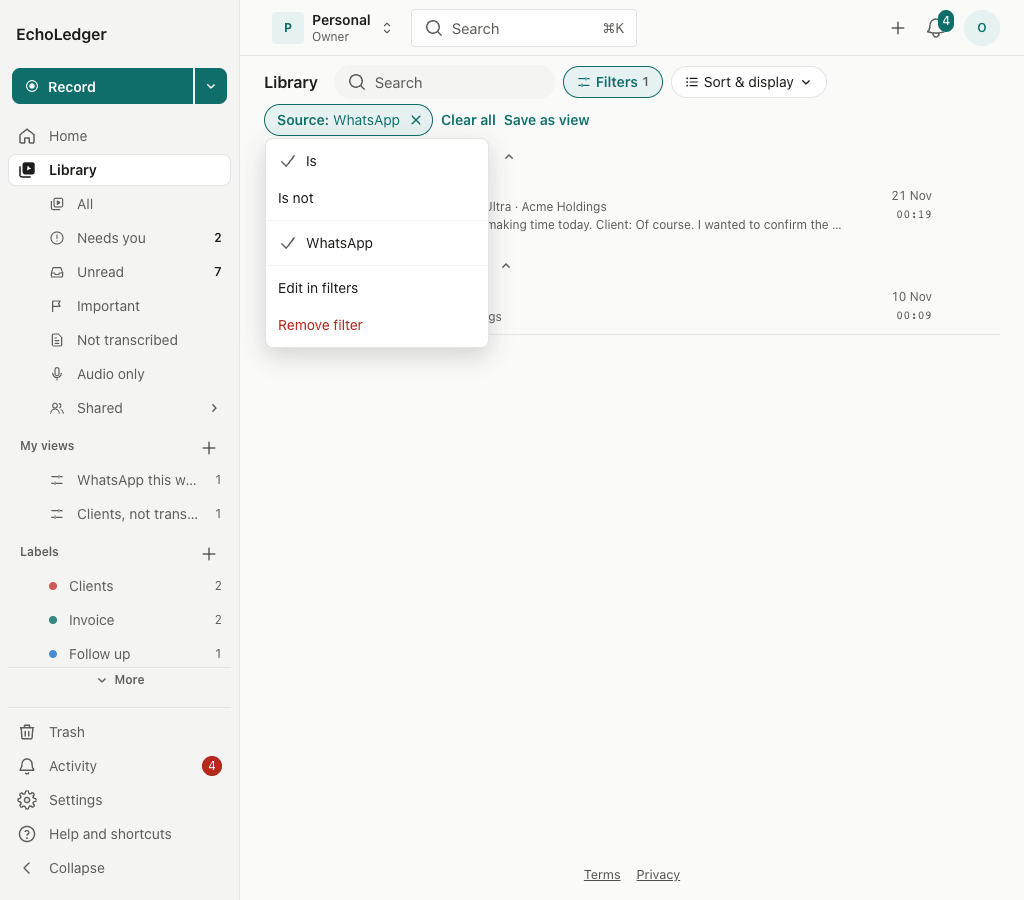 EchoLedger
P
Personal
Owner
Search
⌘K
4
O
Record
Home
Library
All
Needs you 2
Unread 7
Important
Not transcribed
Audio only
Shared
My views
WhatsApp this w... 1
Clients, not trans... 1
Labels
Clients 2
Invoice 2
Follow up 1
More
Trash
Activity 4
Settings
Help and shortcuts
Collapse
Library
Search
Filters 1
Sort & display
Source: WhatsApp
Clear all
Save as view
Is
Is not
WhatsApp
Edit in filters
Remove filter
21 Nov
Ultra · Acme Holdings
00:19
making time today. Client: Of course. I wanted to confirm the ...
10 Nov
gs
00:09
Terms
Privacy